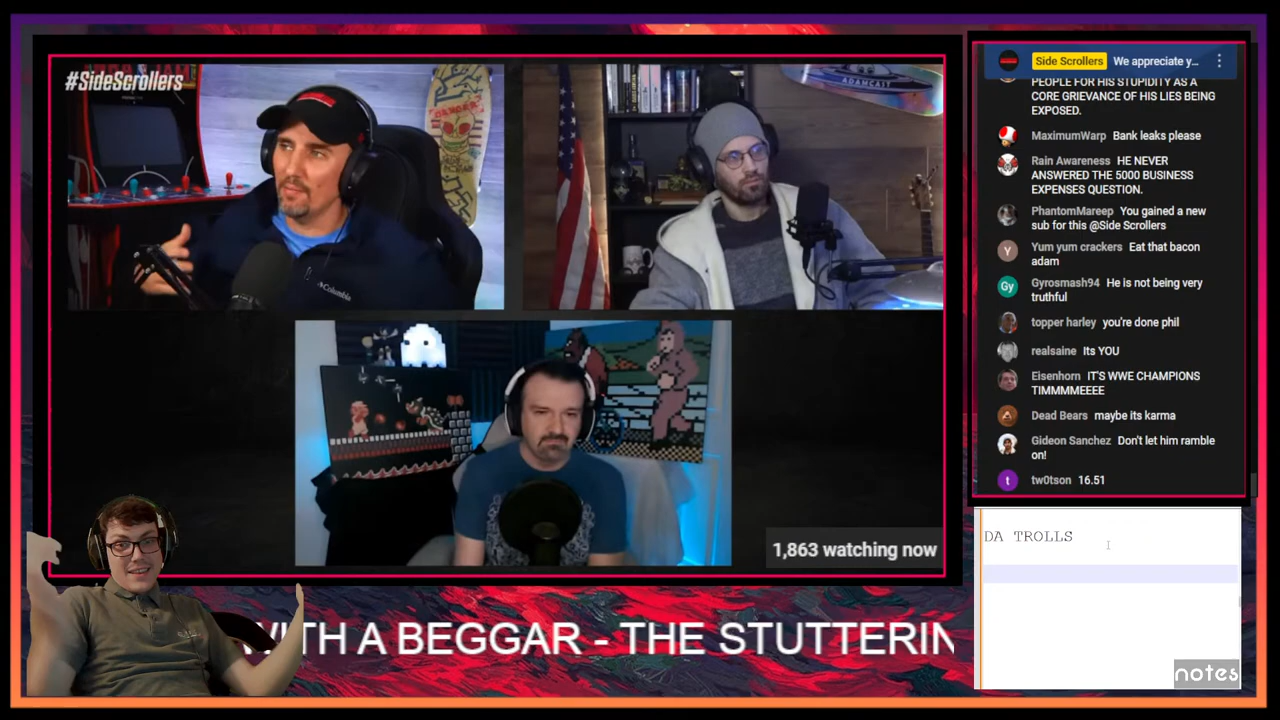 #SideScrollers
ADAMCAST
Columbia
1,863 watching now
WITH A BEGGAR - THE STUTTERIN
Side Scrollers We appreciate y...
PEOPLE FOR HIS STUPIDITY AS A
CORE GRIEVANCE OF HIS LIES BEING
EXPOSED.
MaximumWarp Bank leaks please
Rain Awareness HE NEVER
ANSWERED THE 5000 BUSINESS
EXPENSES QUESTION.
PhantomMareep You gained a new
sub for this @Side Scrollers
Y
Yum yum crackers Eat that bacon
adam
Gy
Gyrosmash94 He is not being very
truthful
topper harley you're done phil
realsaine Its YOU
Eisenhorn IT'S WWE CHAMPIONS
TIMMMMEEEE
Dead Bears maybe its karma
Gideon Sanchez Don't let him ramble
on!
t
tw0tson 16.51
DA TROLLS
notes